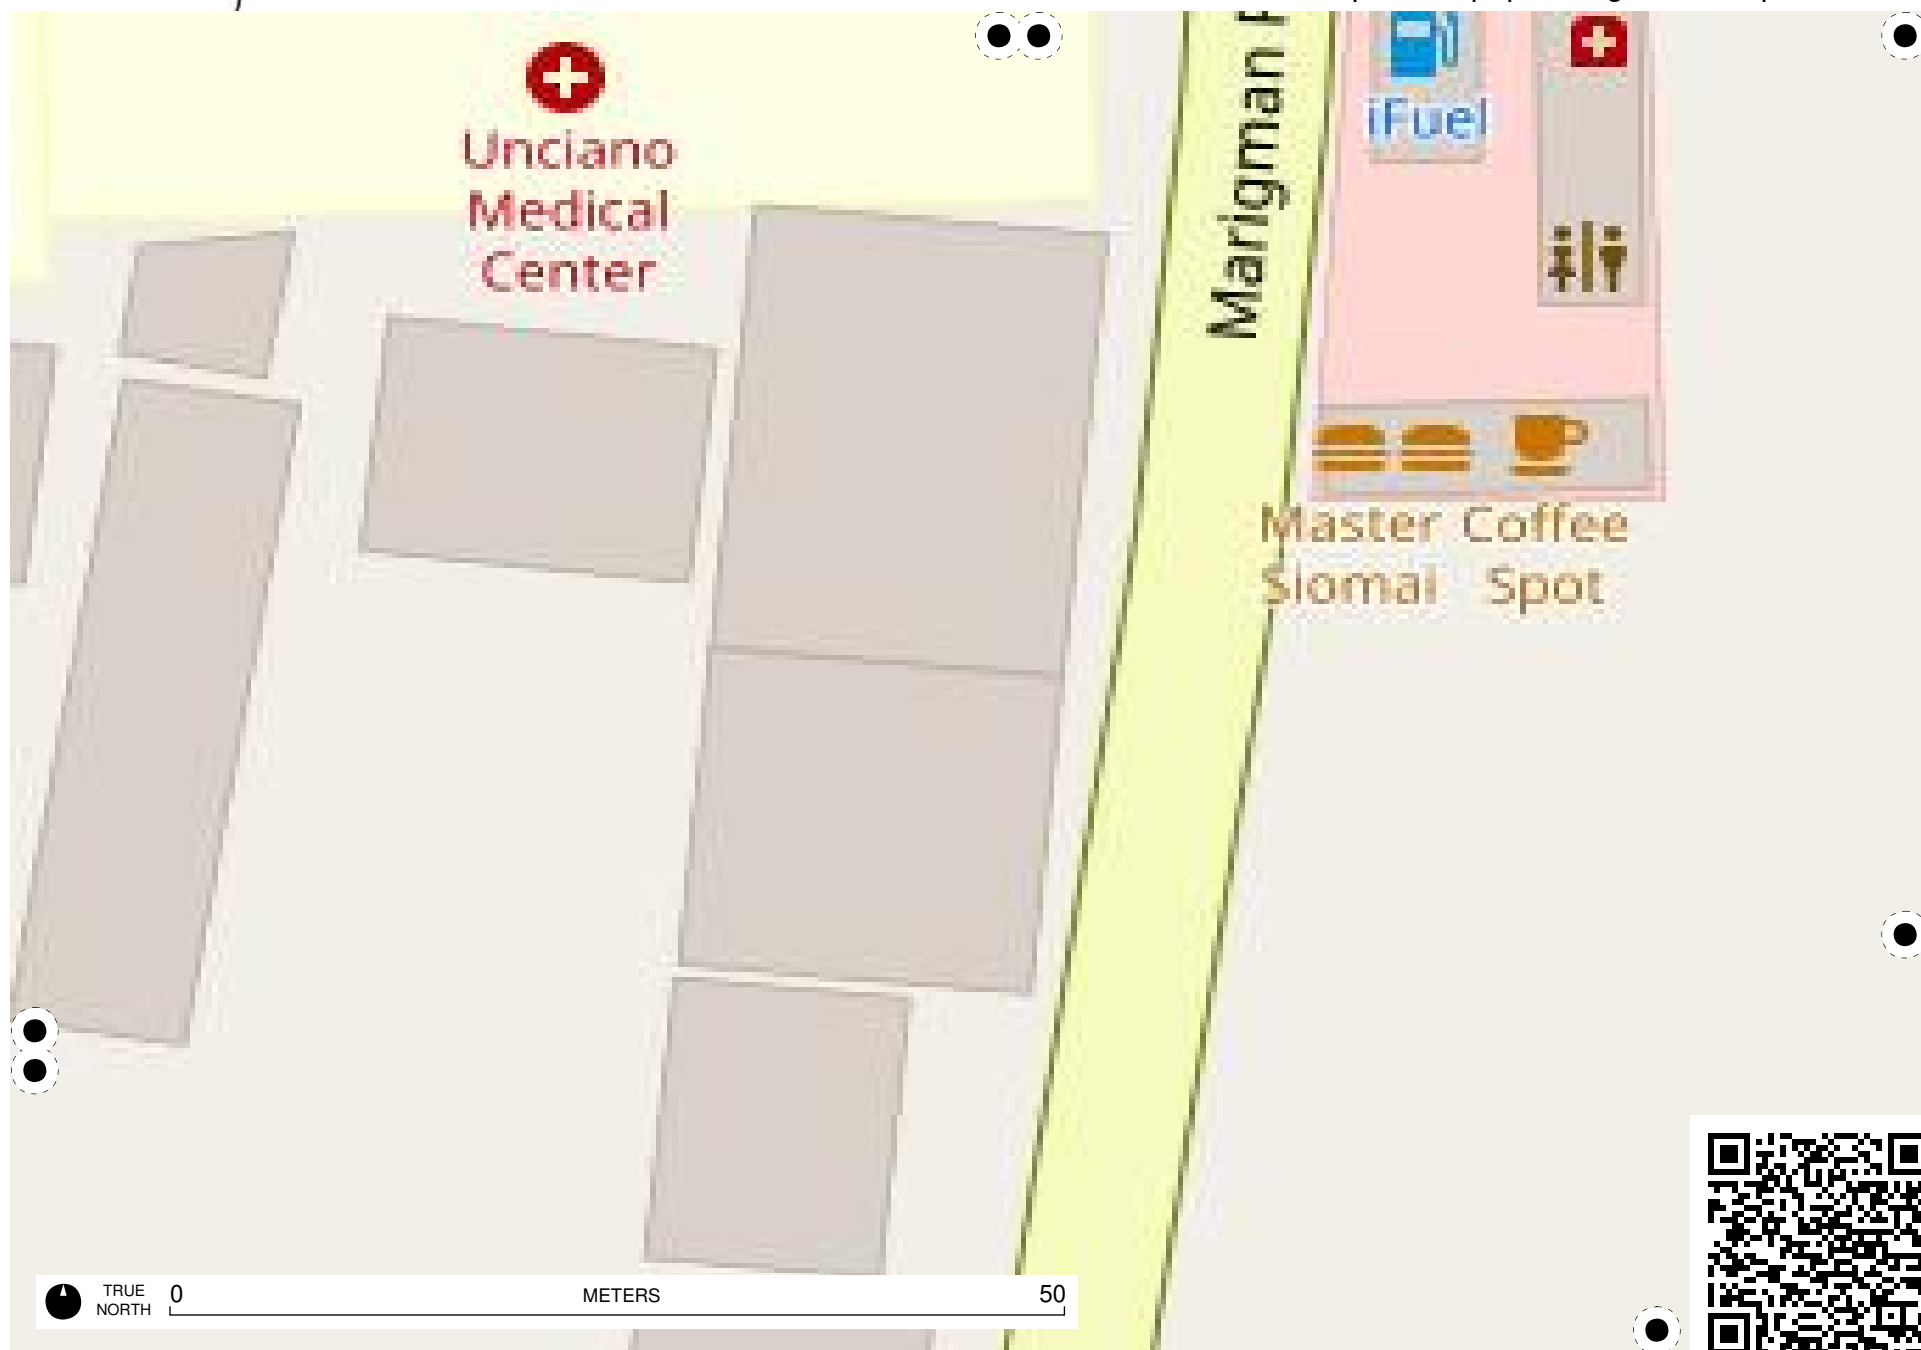 Unciano
Medical
Center
Marigman
iFuel
Master
Siomai
Coffee
Spot
TRUE
NORTH
0
METERS
50